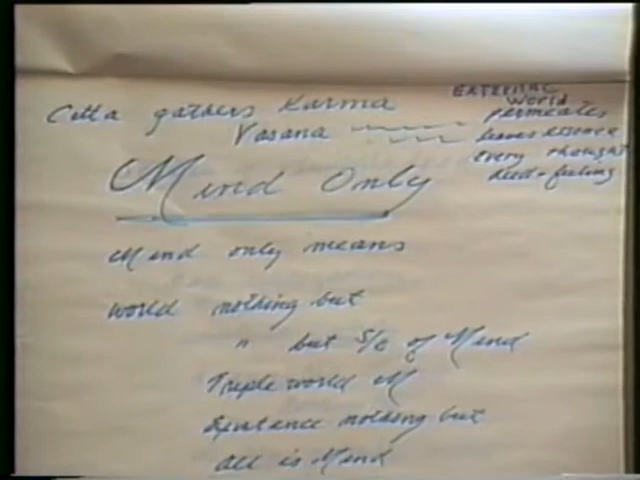 EXTERNAL
World
Citta gathers Karma permeates
Vasana leaves essence
every thought
deed-feeling
Mind Only
Mind only means
world nothing but
" but S/C of Mind
Triple world M
Existence nothing but
All is Mind